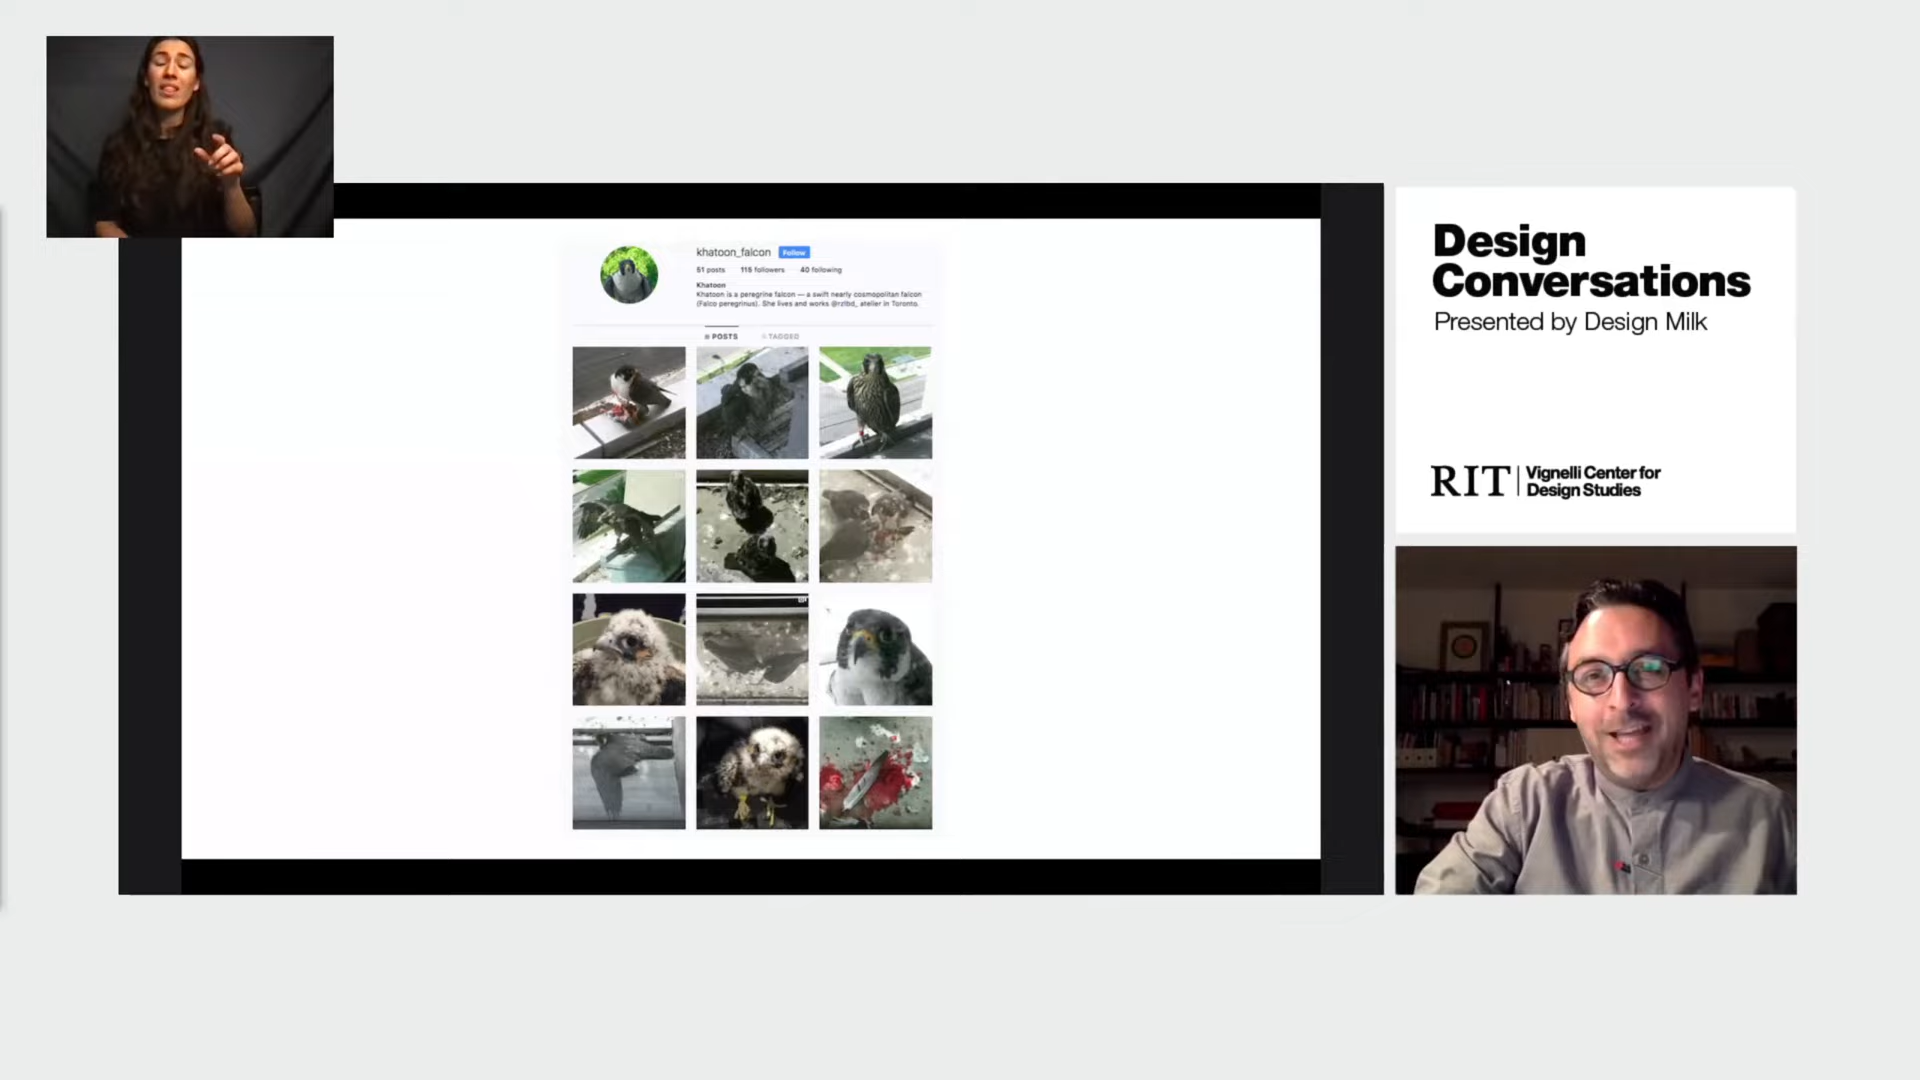 khatoon_falcon Follow
51 posts 115 followers 40 following
Khatoon
Khatoon is a peregrine falcon — a swift nearly cosmopolitan falcon
(Falco peregrinus). She lives and works @rzlbd_ atelier in Toronto.
POSTS TAGGED
Design
Conversations
Presented by Design Milk
RIT Vignelli Center for
Design Studies